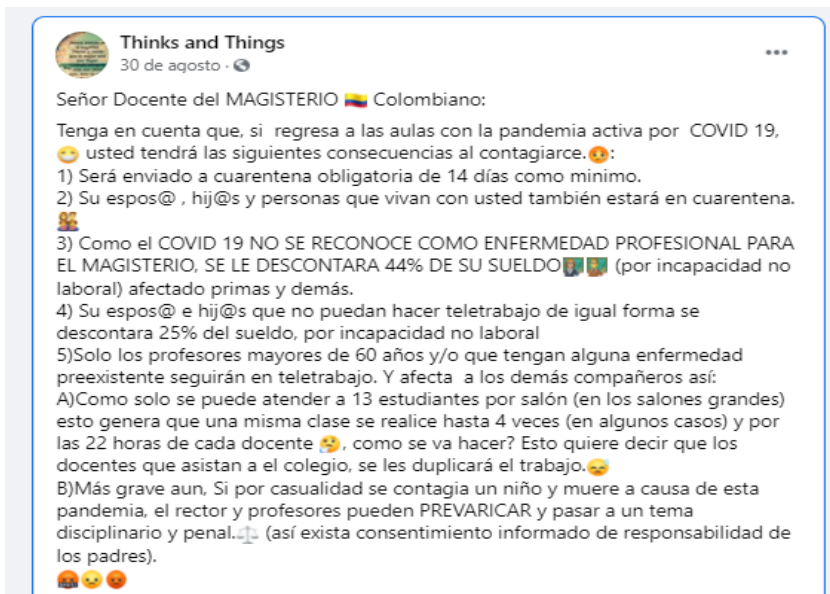 Thinks and Things
30 de agosto ·
Señor Docente del MAGISTERIO 🇨🇴 Colombiano:
Tenga en cuenta que, si regresa a las aulas con la pandemia activa por COVID 19,
😷 usted tendrá las siguientes consecuencias al contagiarce.😡:
1) Será enviado a cuarentena obligatoria de 14 días como minimo.
2) Su espos@ , hij@s y personas que vivan con usted también estará en cuarentena.
3) Como el COVID 19 NO SE RECONOCE COMO ENFERMEDAD PROFESIONAL PARA
EL MAGISTERIO, SE LE DESCONTARA 44% DE SU SUELDO👨‍🏫👩‍🏫 (por incapacidad no
laboral) afectado primas y demás.
4) Su espos@ e hij@s que no puedan hacer teletrabajo de igual forma se
descontara 25% del sueldo, por incapacidad no laboral
5)Solo los profesores mayores de 60 años y/o que tengan alguna enfermedad
preexistente seguirán en teletrabajo. Y afecta a los demás compañeros así:
A)Como solo se puede atender a 13 estudiantes por salón (en los salones grandes)
esto genera que una misma clase se realice hasta 4 veces (en algunos casos) y por
las 22 horas de cada docente 🤧, como se va hacer? Esto quiere decir que los
docentes que asistan a el colegio, se les duplicará el trabajo.😓
B)Más grave aun, Si por casualidad se contagia un niño y muere a causa de esta
pandemia, el rector y profesores pueden PREVARICAR y pasar a un tema
disciplinario y penal.⚖️ (así exista consentimiento informado de responsabilidad de
los padres).